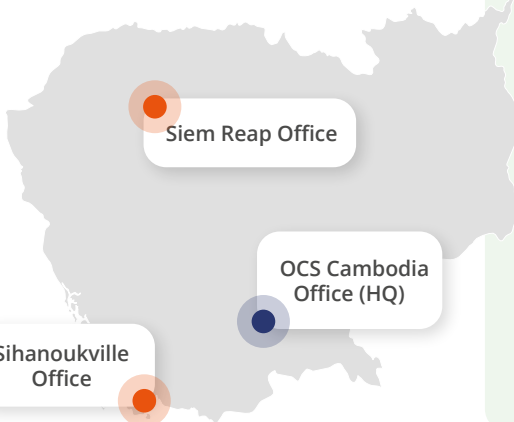 Siem Reap Office
OCS Cambodia
Office (HQ)
Sihanoukville
Office